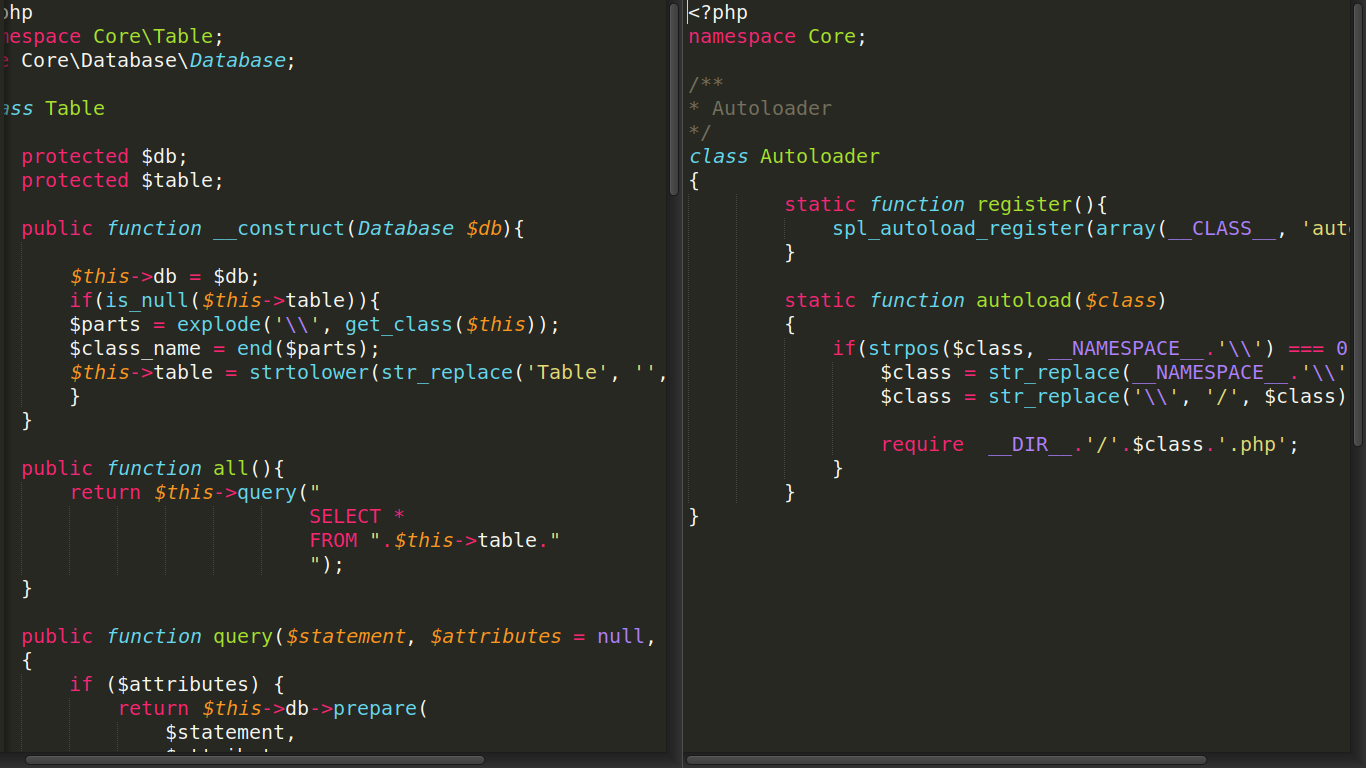 php
espace Core\Table;
Core\Database\Database;
ass Table
protected $db;
protected $table;
public function __construct(Database $db){
$this->db = $db;
if(is_null($this->table)){
$parts = explode('\\', get_class($this));
$class_name = end($parts);
$this->table = strtolower(str_replace('Table', '',
}
}
public function all(){
return $this->query("
SELECT *
FROM ".$this->table."
");
}
public function query($statement, $attributes = null,
{
if ($attributes) {
return $this->db->prepare(
$statement,
<?php
namespace Core;
/**
* Autoloader
*/
class Autoloader
{
static function register(){
spl_autoload_register(array(__CLASS__, 'aut
}
static function autoload($class)
{
if(strpos($class, __NAMESPACE__.'\\') === 0
$class = str_replace(__NAMESPACE__.'\\'
$class = str_replace('\\', '/', $class)
require  __DIR__.'/'.$class.'.php';
}
}
}